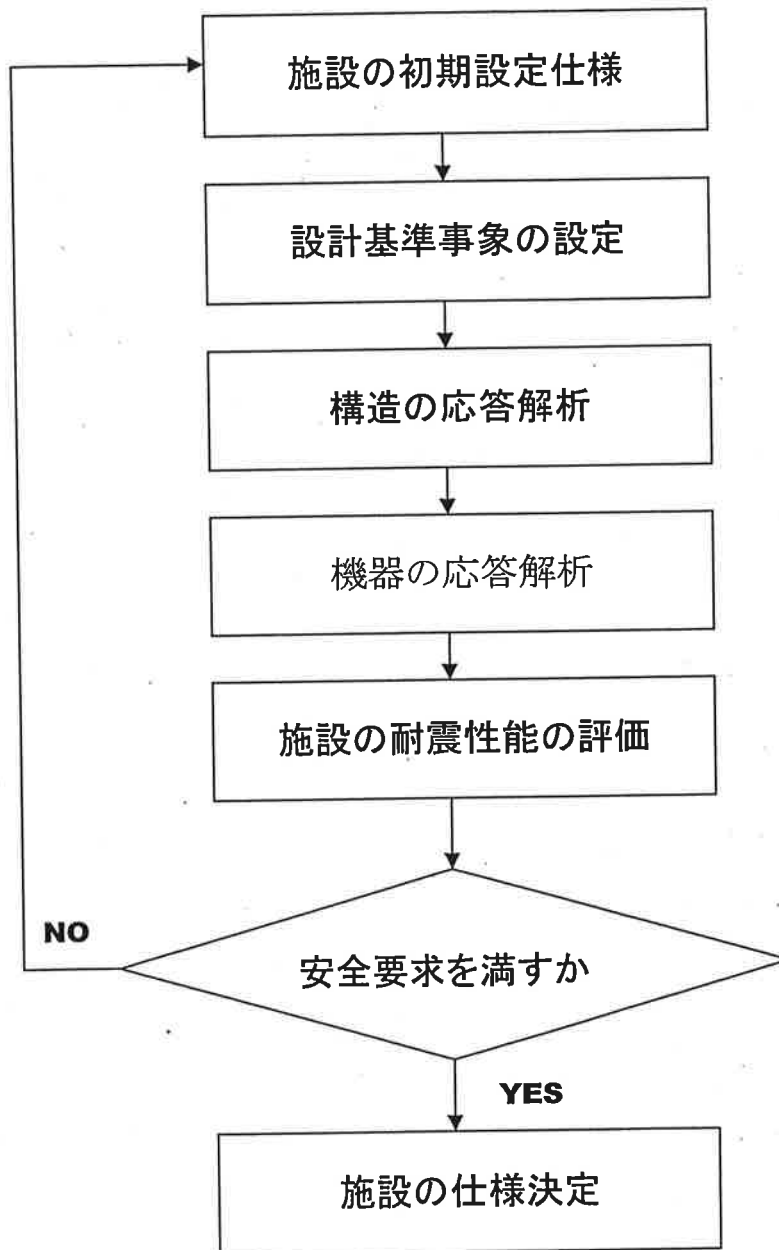 施設の初期設定仕様
設計基準事象の設定
構造の応答解析
機器の応答解析
施設の耐震性能の評価
安全要求を満すか
NO
YES
施設の仕様決定